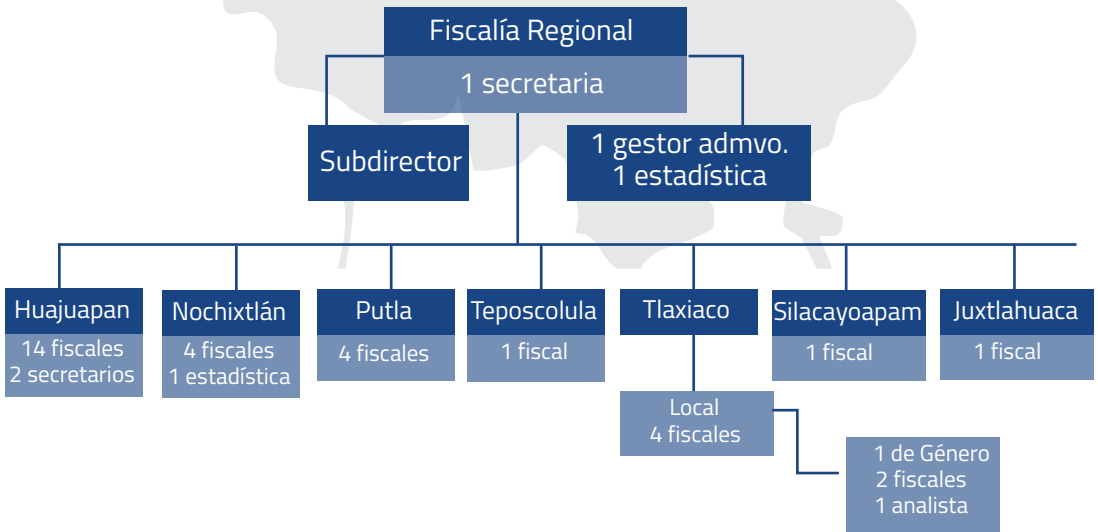 Fiscalía Regional
1 secretaria
Subdirector
1 gestor admvo.
1 estadística
Huajuapan
14 fiscales
2 secretarios
Nochixtlán
4 fiscales
1 estadística
Putla
4 fiscales
Teposcolula
1 fiscal
Tlaxiaco
Local
4 fiscales
1 de Género
2 fiscales
1 analista
Silacayoapam
1 fiscal
Juxtlahuaca
1 fiscal